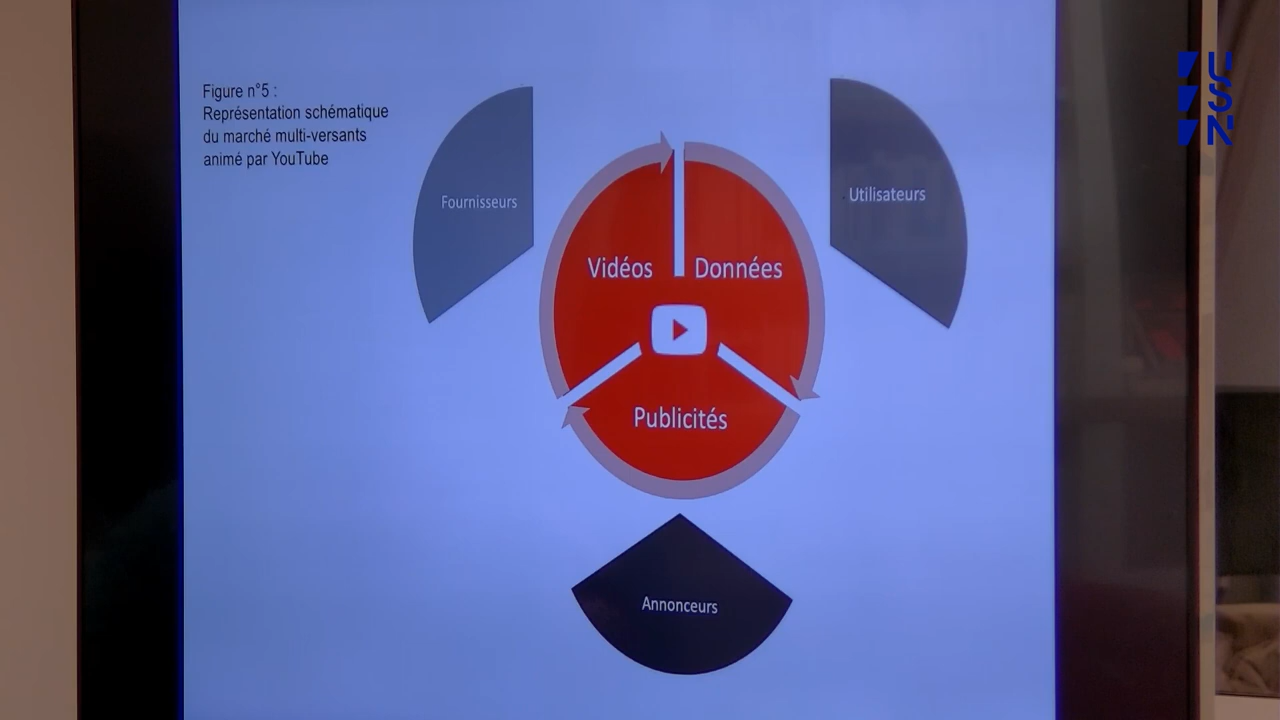 Figure n°5 :
Représentation schématique
du marché multi-versants
animé par YouTube
Fournisseurs
Utilisateurs
Vidéos
Données
Publicités
Annonceurs
USN